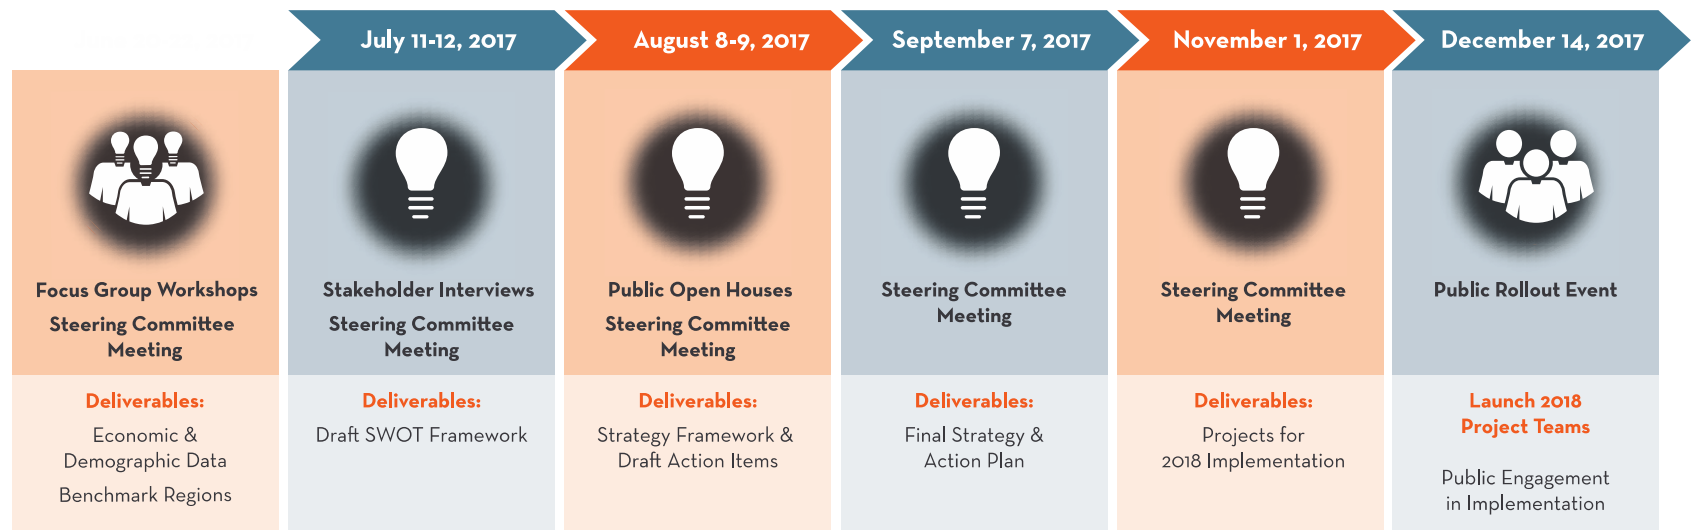 July 11-12, 2017
August 8-9, 2017
September 7, 2017
November 1, 2017
December 14, 2017
Focus Group Workshops
Steering Committee
Meeting
Deliverables:
Economic &
Demographic Data
Benchmark Regions
Stakeholder Interviews
Steering Committee
Meeting
Deliverables:
Draft SWOT Framework
Public Open Houses
Steering Committee
Meeting
Deliverables:
Strategy Framework &
Draft Action Items
Steering Committee
Meeting
Deliverables:
Final Strategy &
Action Plan
Steering Committee
Meeting
Deliverables:
Projects for
2018 Implementation
Public Rollout Event
Launch 2018
Project Teams
Public Engagement
in Implementation